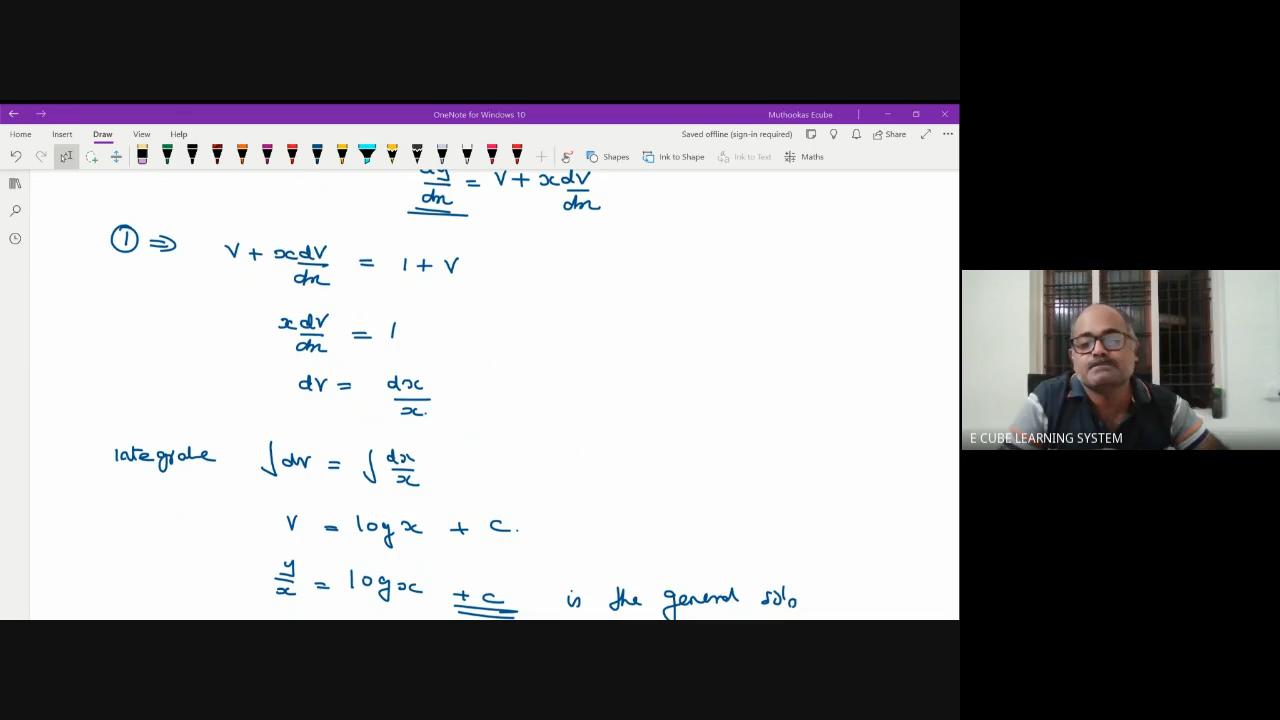 OneNote for Windows 10
Muthookas Ecube
Home Insert Draw View Help
Saved offline (sign-in required) Share
Shapes Ink to Shape Ink to Text Maths
dy/dx = V + x dV/dx
① ⇒ V + x dV/dx = 1 + V
x dV/dx = 1
dV = dx/x.
Integrate ∫ dv = ∫ dx/x
V = log x + c.
y/x = log x + c is the general soln
E CUBE LEARNING SYSTEM